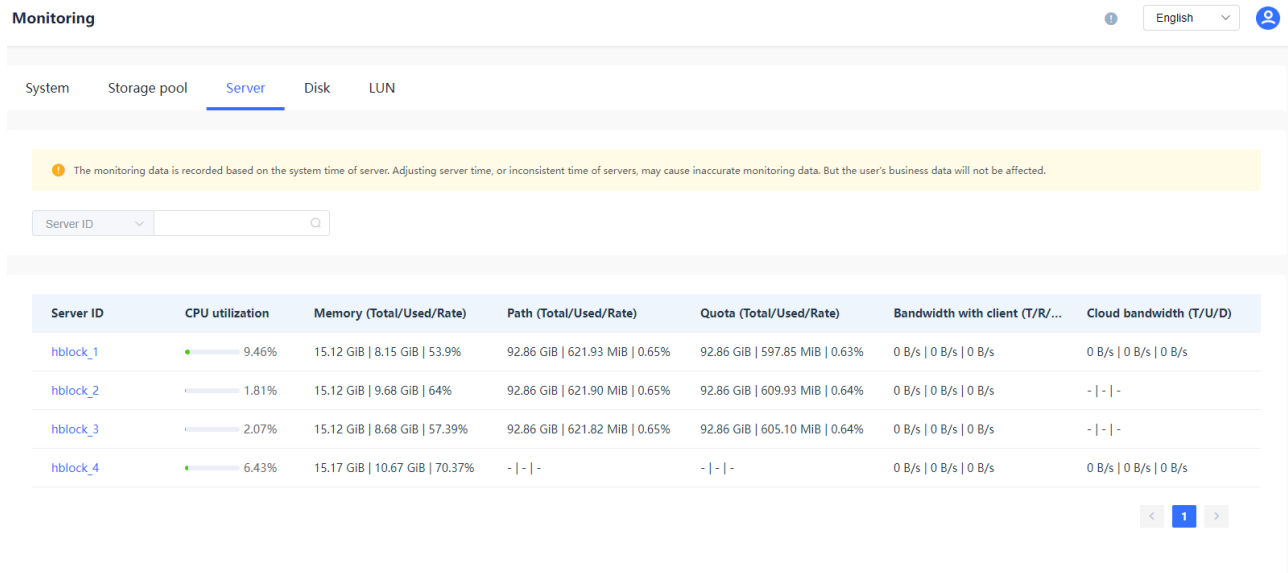 Monitoring
English
System Storage pool Server Disk LUN
The monitoring data is recorded based on the system time of server. Adjusting server time, or inconsistent time of servers, may cause inaccurate monitoring data. But the user's business data will not be affected.
Server ID
Server ID CPU utilization Memory (Total/Used/Rate) Path (Total/Used/Rate) Quota (Total/Used/Rate) Bandwidth with client (T/R/... Cloud bandwidth (T/U/D)
hblock_1 9.46% 15.12 GiB | 8.15 GiB | 53.9% 92.86 GiB | 621.93 MiB | 0.65% 92.86 GiB | 597.85 MiB | 0.63% 0 B/s | 0 B/s | 0 B/s 0 B/s | 0 B/s | 0 B/s
hblock_2 1.81% 15.12 GiB | 9.68 GiB | 64% 92.86 GiB | 621.90 MiB | 0.65% 92.86 GiB | 609.93 MiB | 0.64% 0 B/s | 0 B/s | 0 B/s - | - | -
hblock_3 2.07% 15.12 GiB | 8.68 GiB | 57.39% 92.86 GiB | 621.82 MiB | 0.65% 92.86 GiB | 605.10 MiB | 0.64% 0 B/s | 0 B/s | 0 B/s - | - | -
hblock_4 6.43% 15.17 GiB | 10.67 GiB | 70.37% - | - | - - | - | - 0 B/s | 0 B/s | 0 B/s 0 B/s | 0 B/s | 0 B/s
1